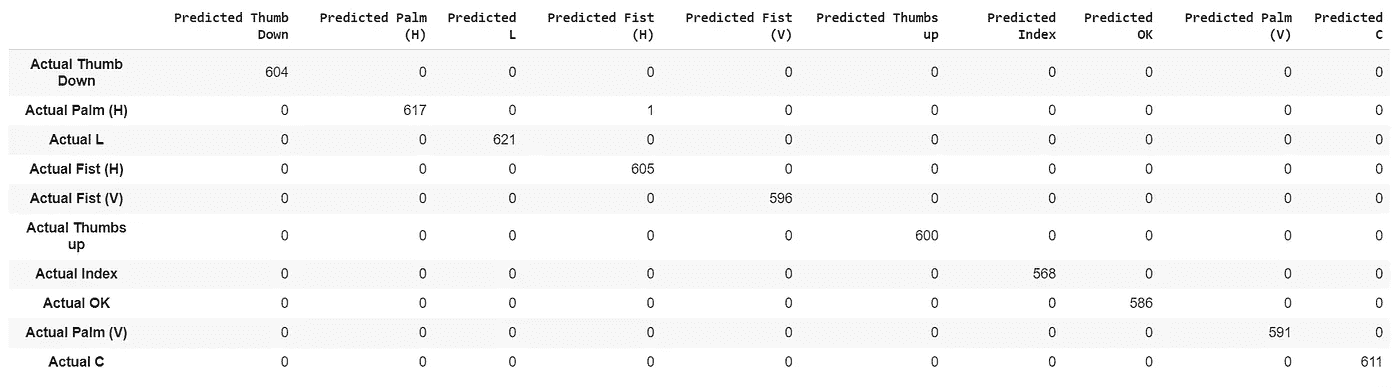 Predicted Thumb Down Predicted Palm (H) Predicted L Predicted Fist (H) Predicted Fist (V) Predicted Thumbs up Predicted Index Predicted OK Predicted Palm (V) Predicted C
Actual Thumb Down 604 0 0 0 0 0 0 0 0 0
Actual Palm (H) 0 617 0 1 0 0 0 0 0 0
Actual L 0 0 621 0 0 0 0 0 0 0
Actual Fist (H) 0 0 0 605 0 0 0 0 0 0
Actual Fist (V) 0 0 0 0 596 0 0 0 0 0
Actual Thumbs up 0 0 0 0 0 600 0 0 0 0
Actual Index 0 0 0 0 0 0 568 0 0 0
Actual OK 0 0 0 0 0 0 0 586 0 0
Actual Palm (V) 0 0 0 0 0 0 0 0 591 0
Actual C 0 0 0 0 0 0 0 0 0 611